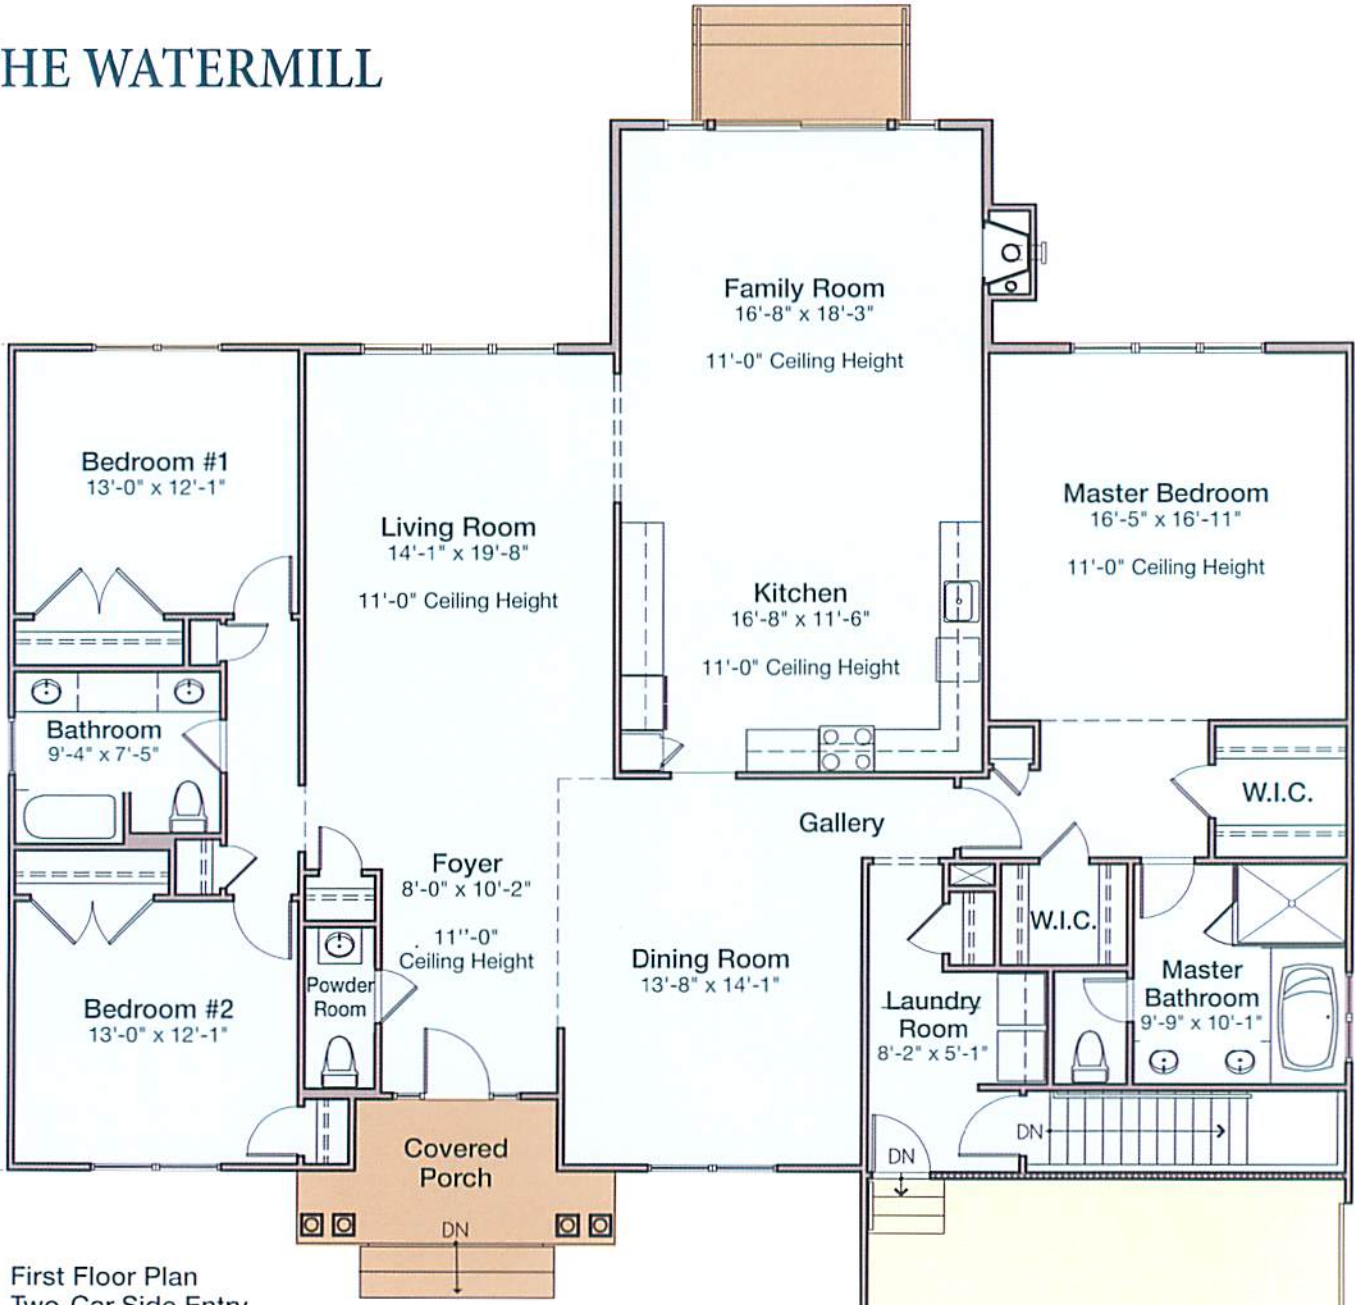 HE WATERMILL
Family Room
16'-8" x 18'-3"
11'-0" Ceiling Height
Bedroom #1
13'-0" x 12'-1"
Living Room
14'-1" x 19'-8"
11'-0" Ceiling Height
Master Bedroom
16'-5" x 16'-11"
11'-0" Ceiling Height
Kitchen
16'-8" x 11'-6"
11'-0" Ceiling Height
Bathroom
9'-4" x 7'-5"
W.I.C.
Gallery
Foyer
8'-0" x 10'-2"
11''-0"
Ceiling Height
W.I.C.
Dining Room
13'-8" x 14'-1"
Powder
Room
Bedroom #2
13'-0" x 12'-1"
Laundry
Room
8'-2" x 5'-1"
Master
Bathroom
9'-9" x 10'-1"
Covered
Porch
DN
DN
DN
First Floor Plan
Two-Car Side Entry